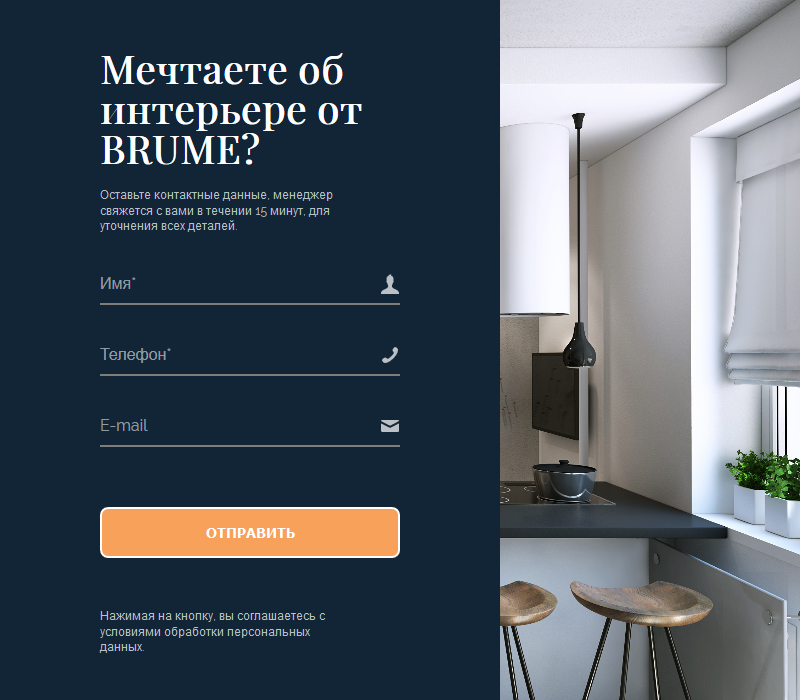 Мечтаете об
интерьере от
BRUME?
Оставьте контактные данные, менеджер
свяжется с вами в течении 15 минут, для
уточнения всех деталей.
Имя*
Телефон*
E-mail
ОТПРАВИТЬ
Нажимая на кнопку, вы соглашаетесь с
условиями обработки персональных
данных.